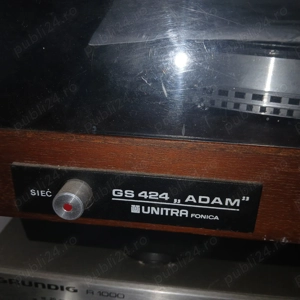 SIEĆ
GS 424 „ADAM"
UNITRA FONICA
GRUNDIG R 1000